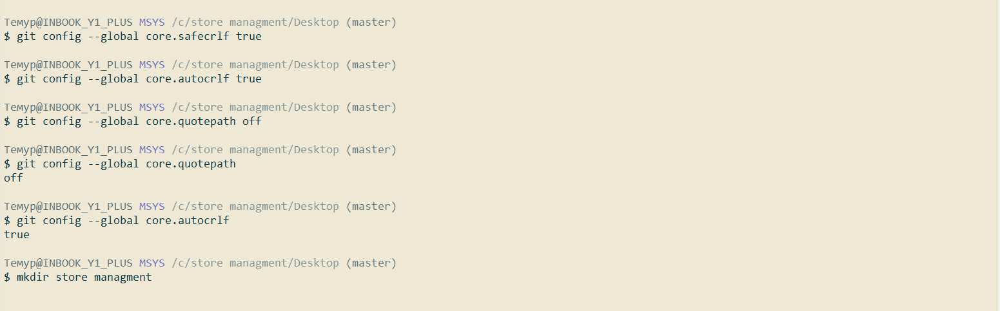 Темур@INBOOK_Y1_PLUS MSYS /c/store managment/Desktop (master)
$ git config --global core.safecrlf true
Темур@INBOOK_Y1_PLUS MSYS /c/store managment/Desktop (master)
$ git config --global core.autocrlf true
Темур@INBOOK_Y1_PLUS MSYS /c/store managment/Desktop (master)
$ git config --global core.quotepath off
Темур@INBOOK_Y1_PLUS MSYS /c/store managment/Desktop (master)
$ git config --global core.quotepath
off
Темур@INBOOK_Y1_PLUS MSYS /c/store managment/Desktop (master)
$ git config --global core.autocrlf
true
Темур@INBOOK_Y1_PLUS MSYS /c/store managment/Desktop (master)
$ mkdir store managment